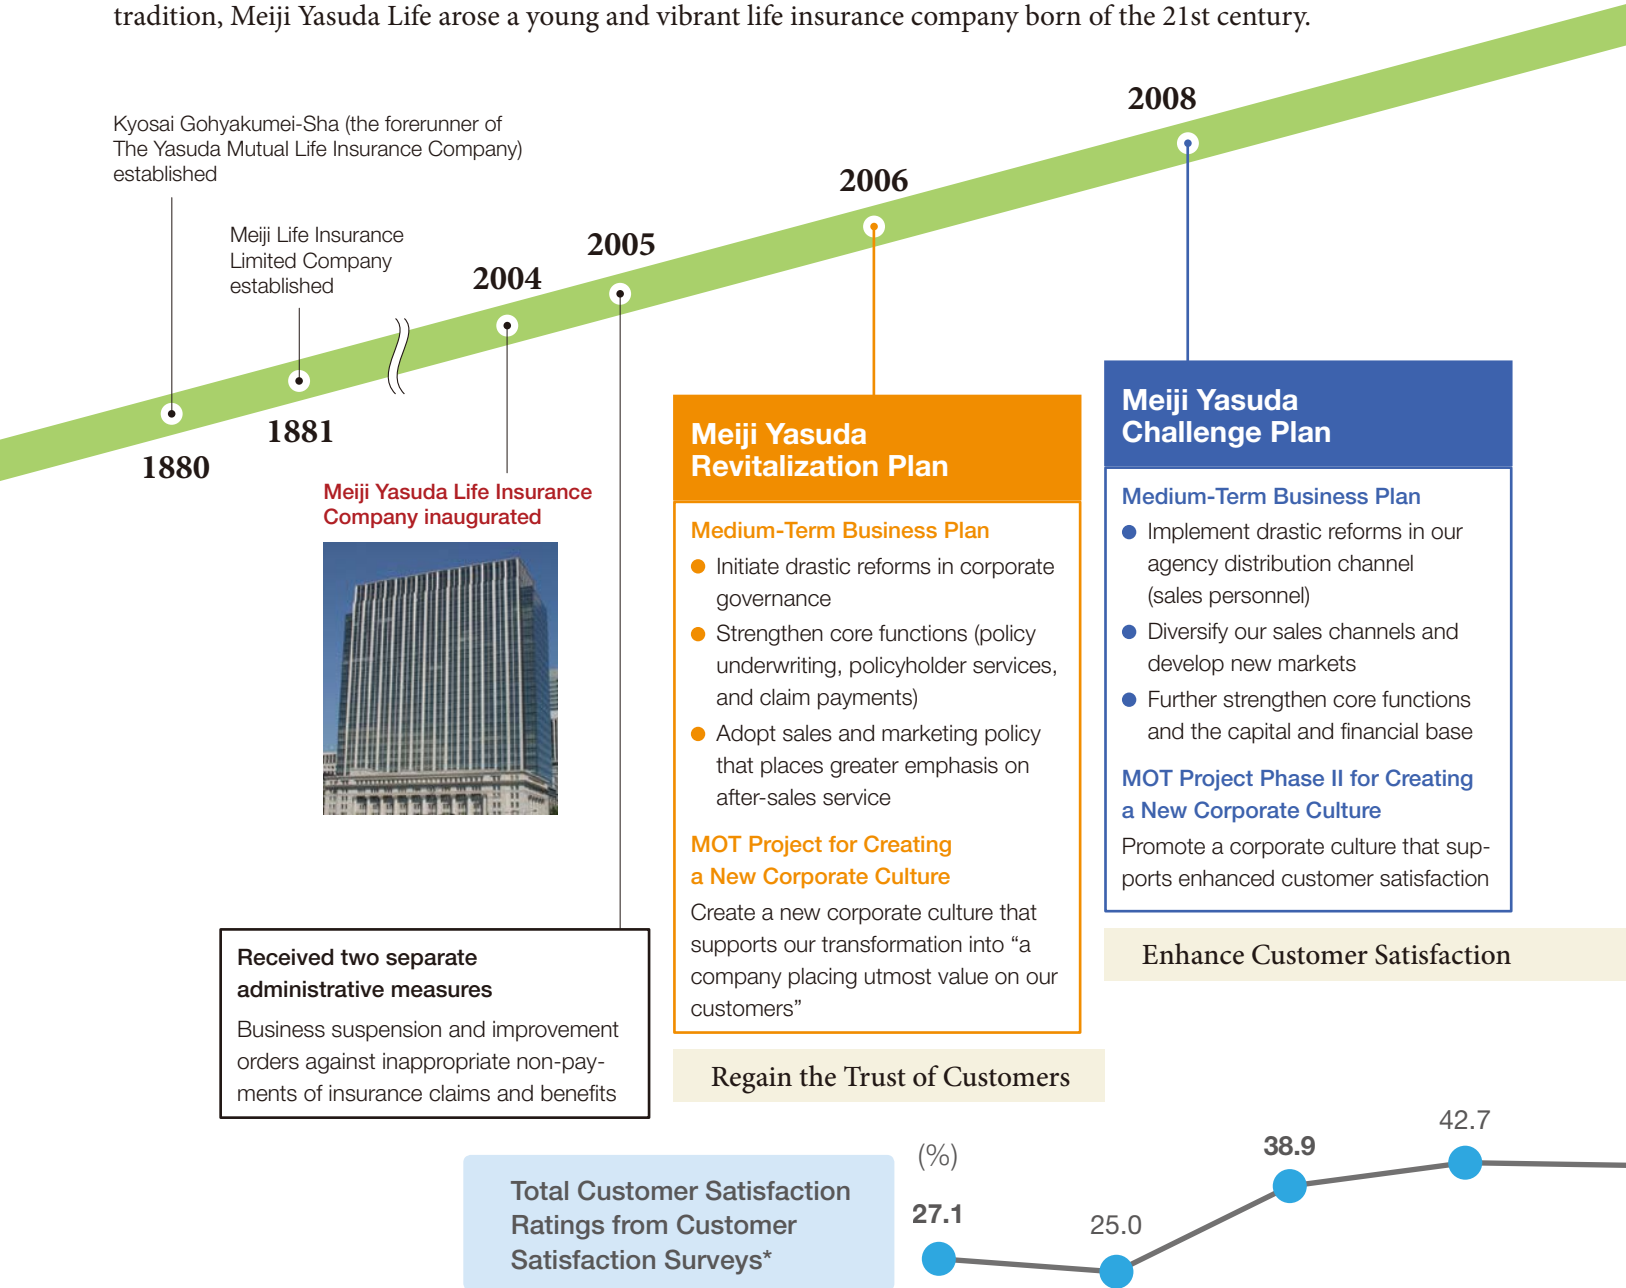 tradition, Meiji Yasuda Life arose a young and vibrant life insurance company born of the 21st century.
Kyosai Gohyakumei-Sha (the forerunner of
The Yasuda Mutual Life Insurance Company)
established
1880
Meiji Life Insurance
Limited Company
established
1881
2004
Meiji Yasuda Life Insurance
Company inaugurated
2005
Received two separate
administrative measures
Business suspension and improvement
orders against inappropriate non-pay-
ments of insurance claims and benefits
2006
Meiji Yasuda
Revitalization Plan
Medium-Term Business Plan
● Initiate drastic reforms in corporate
governance
● Strengthen core functions (policy
underwriting, policyholder services,
and claim payments)
● Adopt sales and marketing policy
that places greater emphasis on
after-sales service
MOT Project for Creating
a New Corporate Culture
Create a new corporate culture that
supports our transformation into “a
company placing utmost value on our
customers”
Regain the Trust of Customers
2008
Meiji Yasuda
Challenge Plan
Medium-Term Business Plan
● Implement drastic reforms in our
agency distribution channel
(sales personnel)
● Diversify our sales channels and
develop new markets
● Further strengthen core functions
and the capital and financial base
MOT Project Phase II for Creating
a New Corporate Culture
Promote a corporate culture that sup-
ports enhanced customer satisfaction
Enhance Customer Satisfaction
Total Customer Satisfaction
Ratings from Customer
Satisfaction Surveys*
(%)
27.1
25.0
38.9
42.7